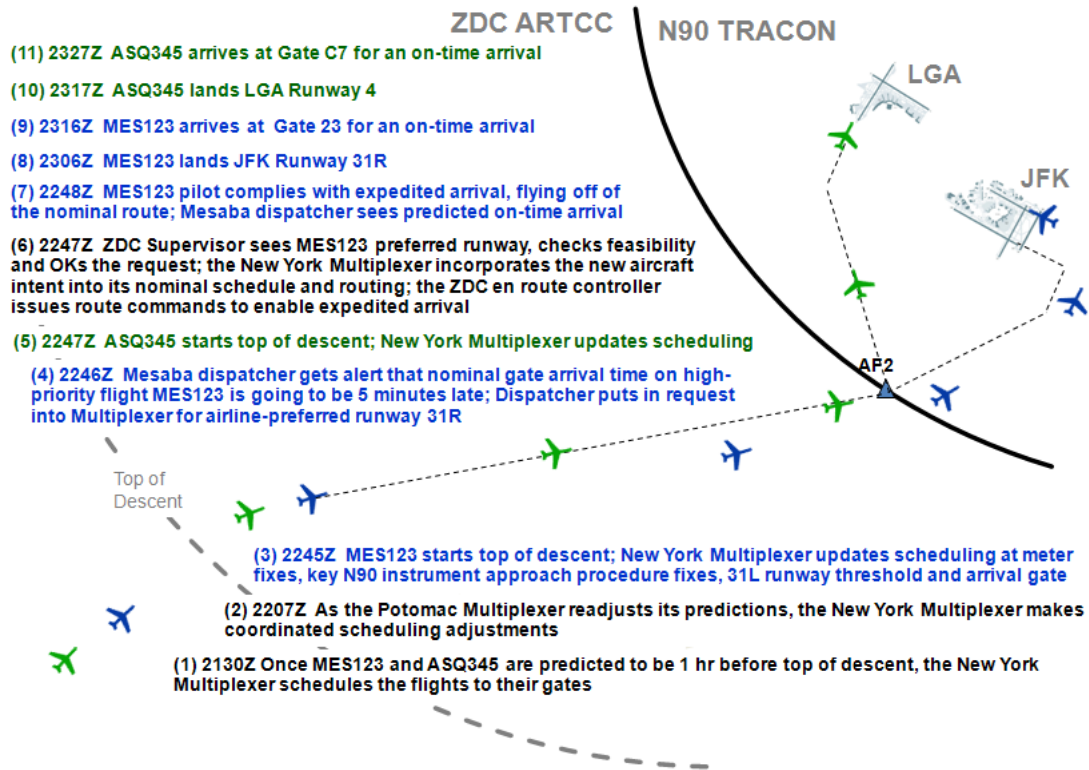 ZDC ARTCC
N90 TRACON
(11) 2327Z ASQ345 arrives at Gate C7 for an on-time arrival
LGA
(10) 2317Z ASQ345 lands LGA Runway 4
(9) 2316Z MES123 arrives at Gate 23 for an on-time arrival
(8) 2306Z MES123 lands JFK Runway 31R
JFK
(7) 2248Z MES123 pilot complies with expedited arrival, flying off of
the nominal route; Mesaba dispatcher sees predicted on-time arrival
(6) 2247Z ZDC Supervisor sees MES123 preferred runway, checks feasibility
and OKs the request; the New York Multiplexer incorporates the new aircraft
intent into its nominal schedule and routing; the ZDC en route controller
issues route commands to enable expedited arrival
(5) 2247Z ASQ345 starts top of descent; New York Multiplexer updates scheduling
AF2
(4) 2246Z Mesaba dispatcher gets alert that nominal gate arrival time on high-
priority flight MES123 is going to be 5 minutes late; Dispatcher puts in request
into Multiplexer for airline-preferred runway 31R
Top of
Descent
(3) 2245Z MES123 starts top of descent; New York Multiplexer updates scheduling at meter
fixes, key N90 instrument approach procedure fixes, 31L runway threshold and arrival gate
(2) 2207Z As the Potomac Multiplexer readjusts its predictions, the New York Multiplexer makes
coordinated scheduling adjustments
(1) 2130Z Once MES123 and ASQ345 are predicted to be 1 hr before top of descent, the New York
Multiplexer schedules the flights to their gates